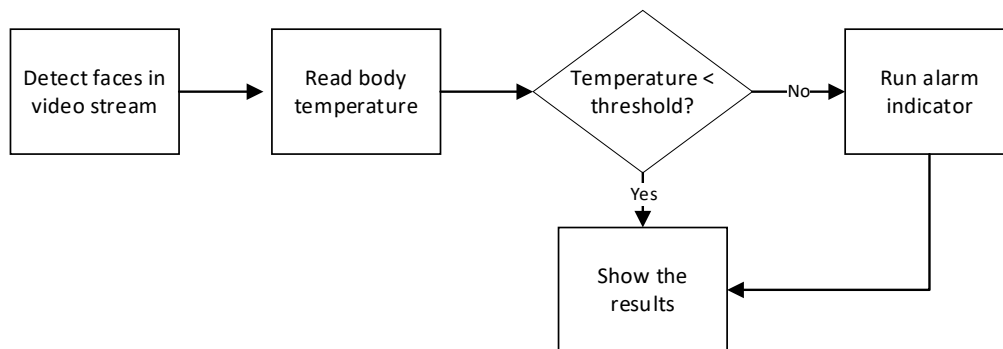 Detect faces in
video stream
Read body
temperature
Temperature <
threshold?
No
Run alarm
indicator
Yes
Show the
results